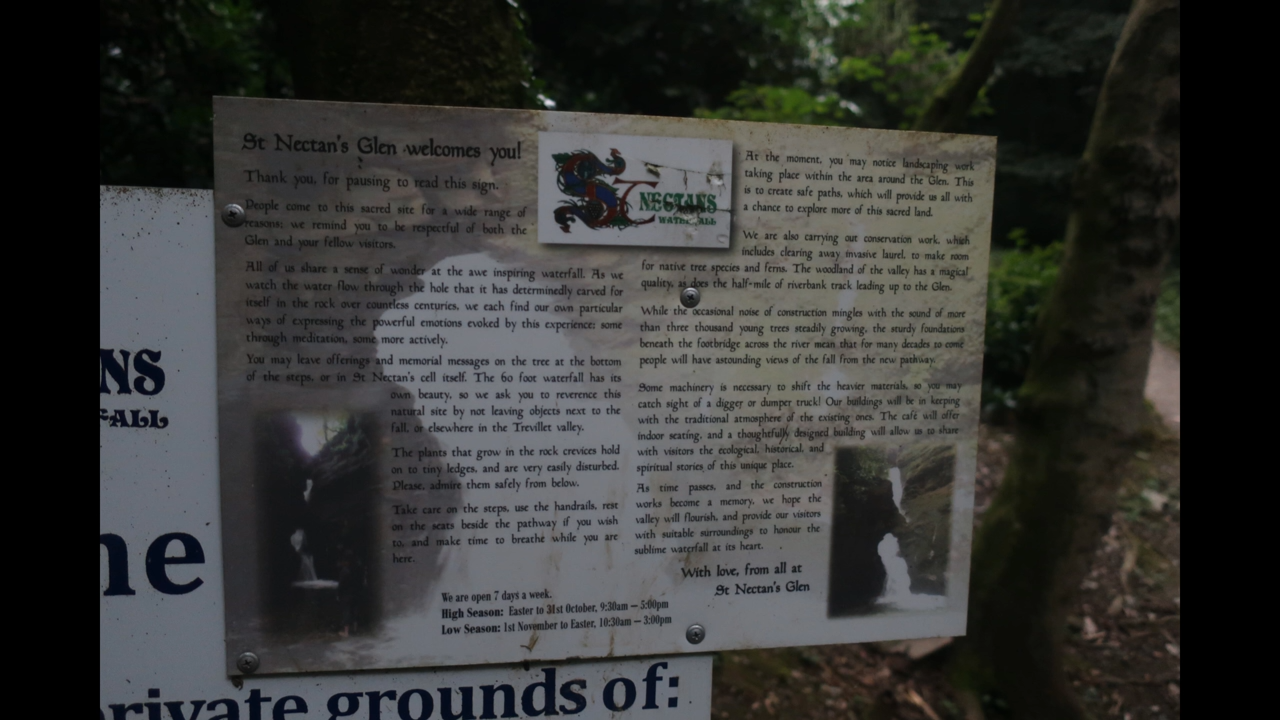 St Nectan's Glen welcomes you!
Thank you, for pausing to read this sign.
People come to this sacred site for a wide range of
reasons; we remind you to be respectful of both the
Glen and your fellow visitors.
All of us share a sense of wonder at the awe inspiring waterfall. As we
watch the water flow through the hole that it has determinedly carved for
itself in the rock over countless centuries, we each find our own particular
ways of expressing the powerful emotions evoked by this experience: some
through meditation, some more actively.
You may leave offerings and memorial messages on the tree at the bottom
of the steps, or in St Nectan's cell itself. The 60 foot waterfall has its
own beauty, so we ask you to reverence this
natural site by not leaving objects next to the
fall, or elsewhere in the Trevillet valley.
The plants that grow in the rock crevices hold
on to tiny ledges, and are very easily disturbed.
Please, admire them safely from below.
Take care on the steps, use the handrails, rest
on the seats beside the pathway if you wish
to, and make time to breathe while you are
here.
We are open 7 days a week.
High Season: Easter to 31st October, 9:30am – 5:00pm
Low Season: 1st November to Easter, 10:30am – 3:00pm
St NECTANS
WATERFALL
At the moment, you may notice landscaping work
taking place within the area around the Glen. This
is to create safe paths, which will provide us all with
a chance to explore more of this sacred land.
We are also carrying out conservation work, which
includes clearing away invasive laurel, to make room
for native tree species and ferns. The woodland of the valley has a magical
quality, as does the half-mile of riverbank track leading up to the Glen.
While the occasional noise of construction mingles with the sound of more
than three thousand young trees steadily growing, the sturdy foundations
beneath the footbridge across the river mean that for many decades to come
people will have astounding views of the fall from the new pathway.
Some machinery is necessary to shift the heavier materials, so you may
catch sight of a digger or dumper truck! Our buildings will be in keeping
with the traditional atmosphere of the existing ones. The café will offer
indoor seating, and a thoughtfully designed building will allow us to share
with visitors the ecological, historical, and
spiritual stories of this unique place.
As time passes, and the construction
works become a memory, we hope the
valley will flourish, and provide our visitors
with suitable surroundings to honour the
sublime waterfall at its heart.
With love, from all at
St Nectan's Glen
NS
FALL
ne
private grounds of: